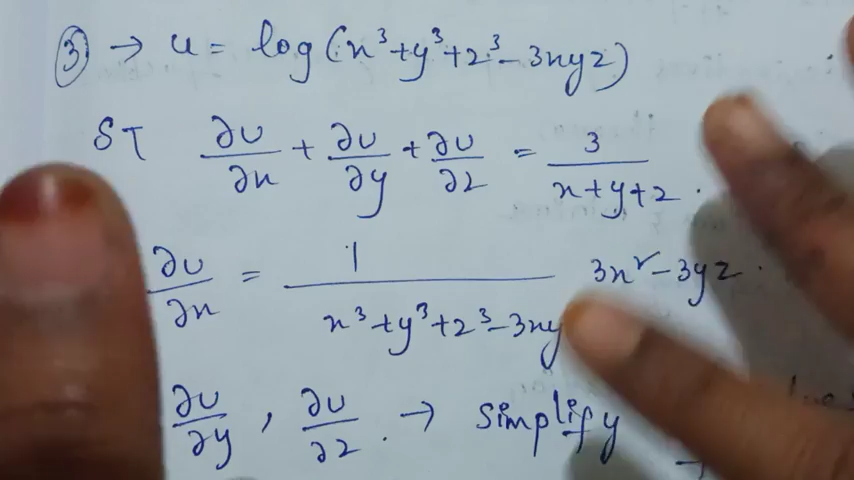 ③ → u = log(x³+y³+z³-3xyz)
ST ∂u/∂x + ∂u/∂y + ∂u/∂z = 3/(x+y+z).
∂u/∂x = 1/(x³+y³+z³-3xy 3x²-3yz.
∂u/∂y , ∂u/∂z. → Simplify